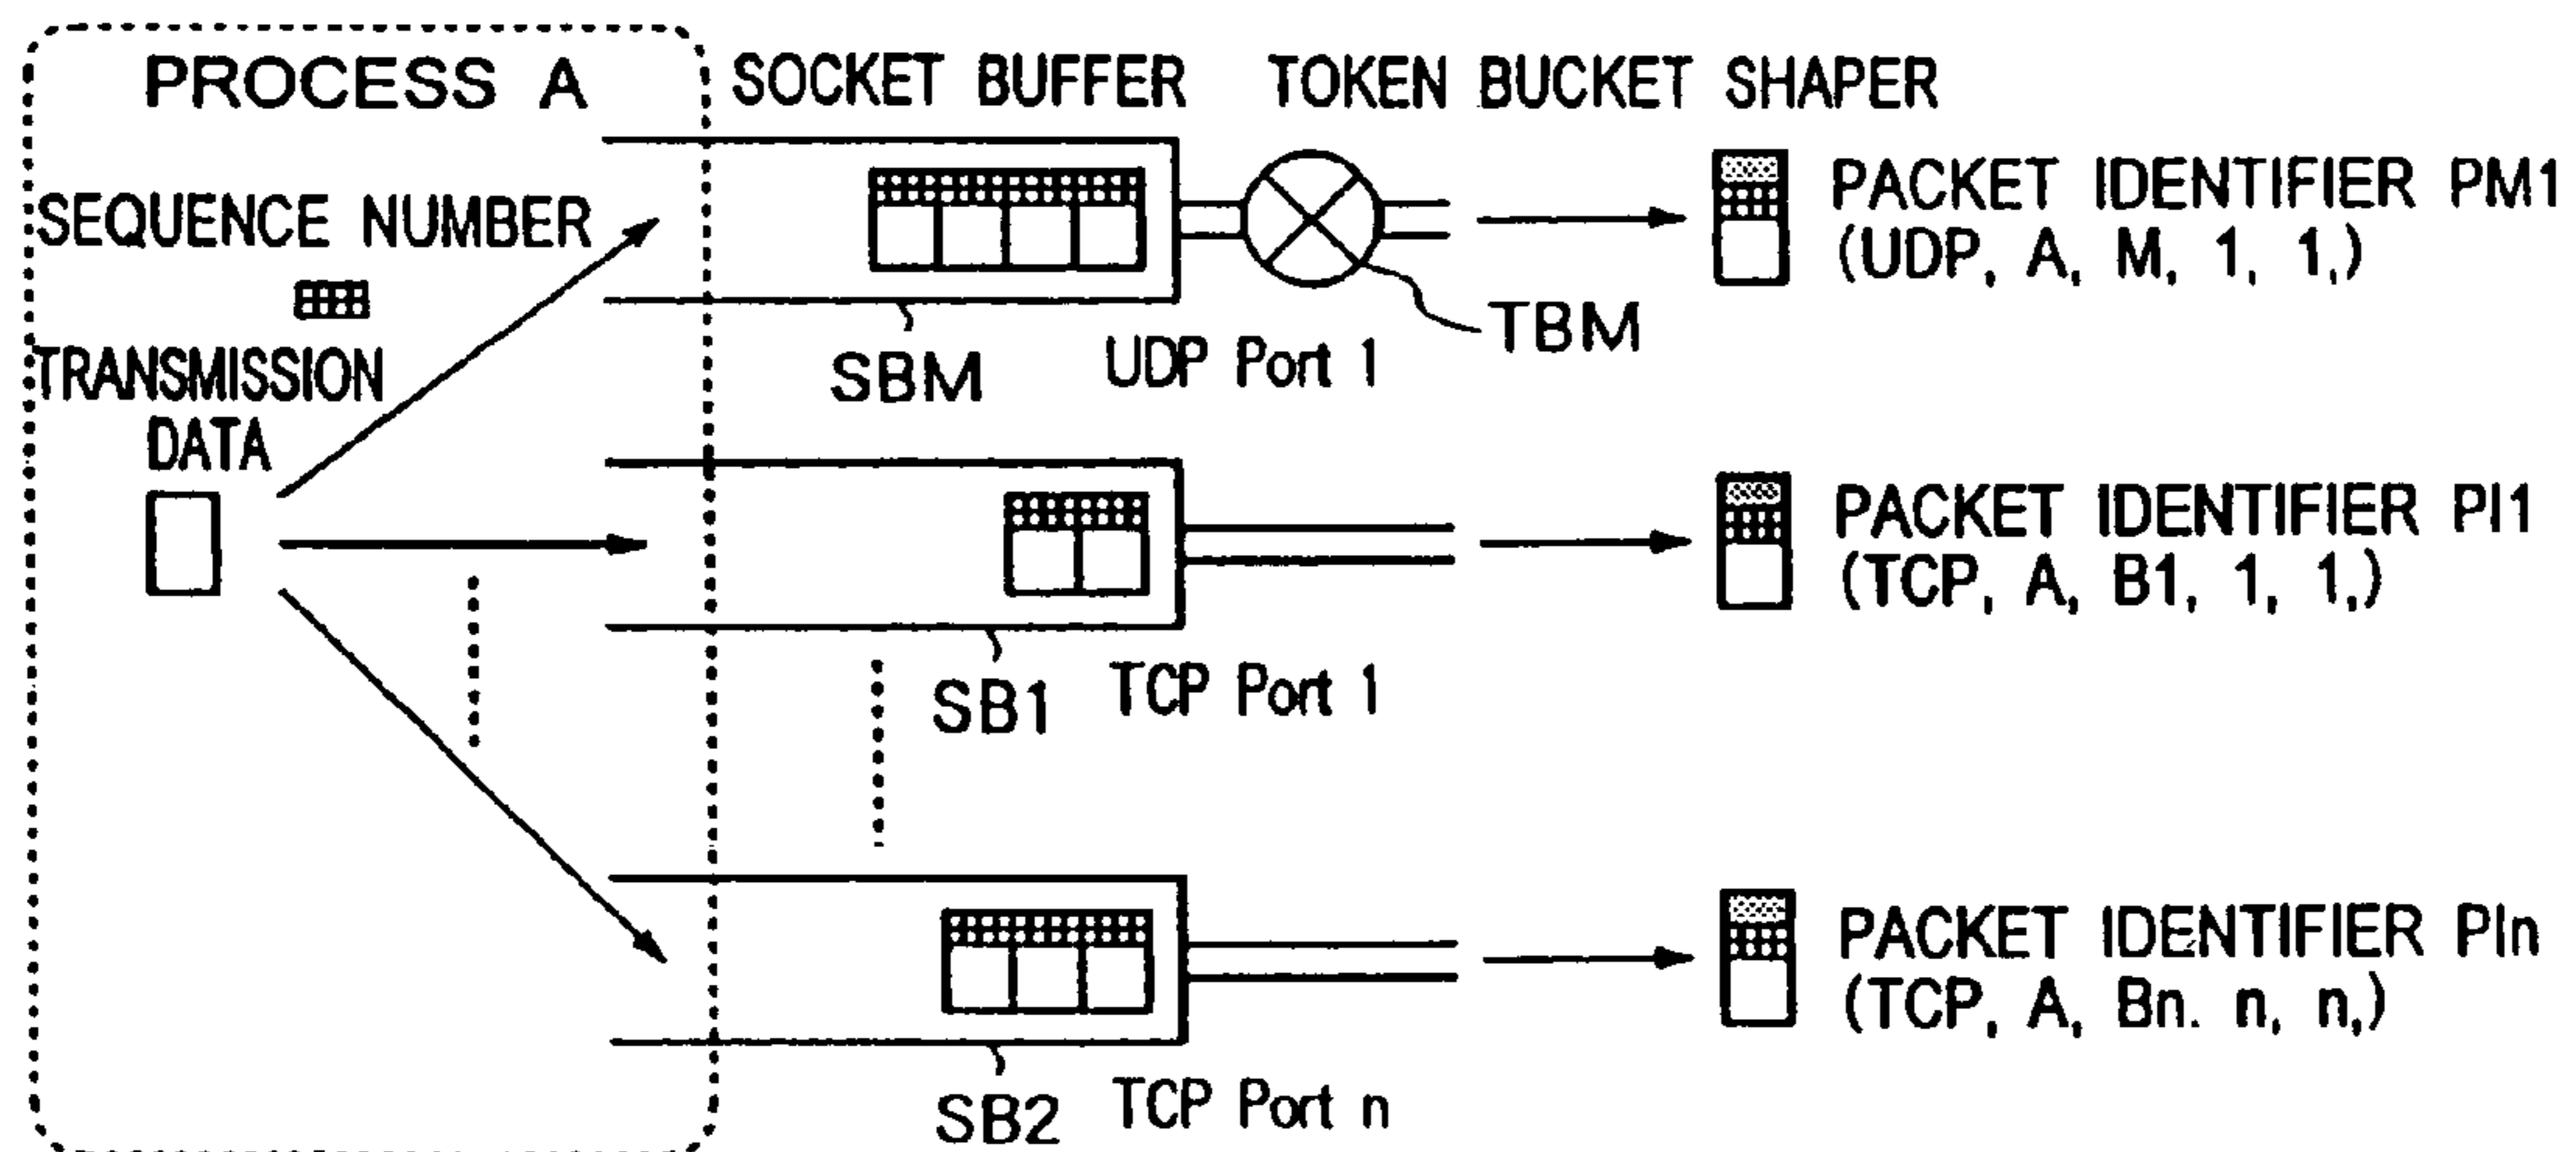 PROCESS A
SOCKET BUFFER
TOKEN BUCKET SHAPER
SEQUENCE NUMBER
TRANSMISSION
DATA
SBM
UDP Port 1
TBM
PACKET IDENTIFIER PM1
(UDP, A, M, 1, 1,)
SB1
TCP Port 1
PACKET IDENTIFIER PI1
(TCP, A, B1, 1, 1,)
SB2
TCP Port n
PACKET IDENTIFIER PIn
(TCP, A, Bn. n, n,)